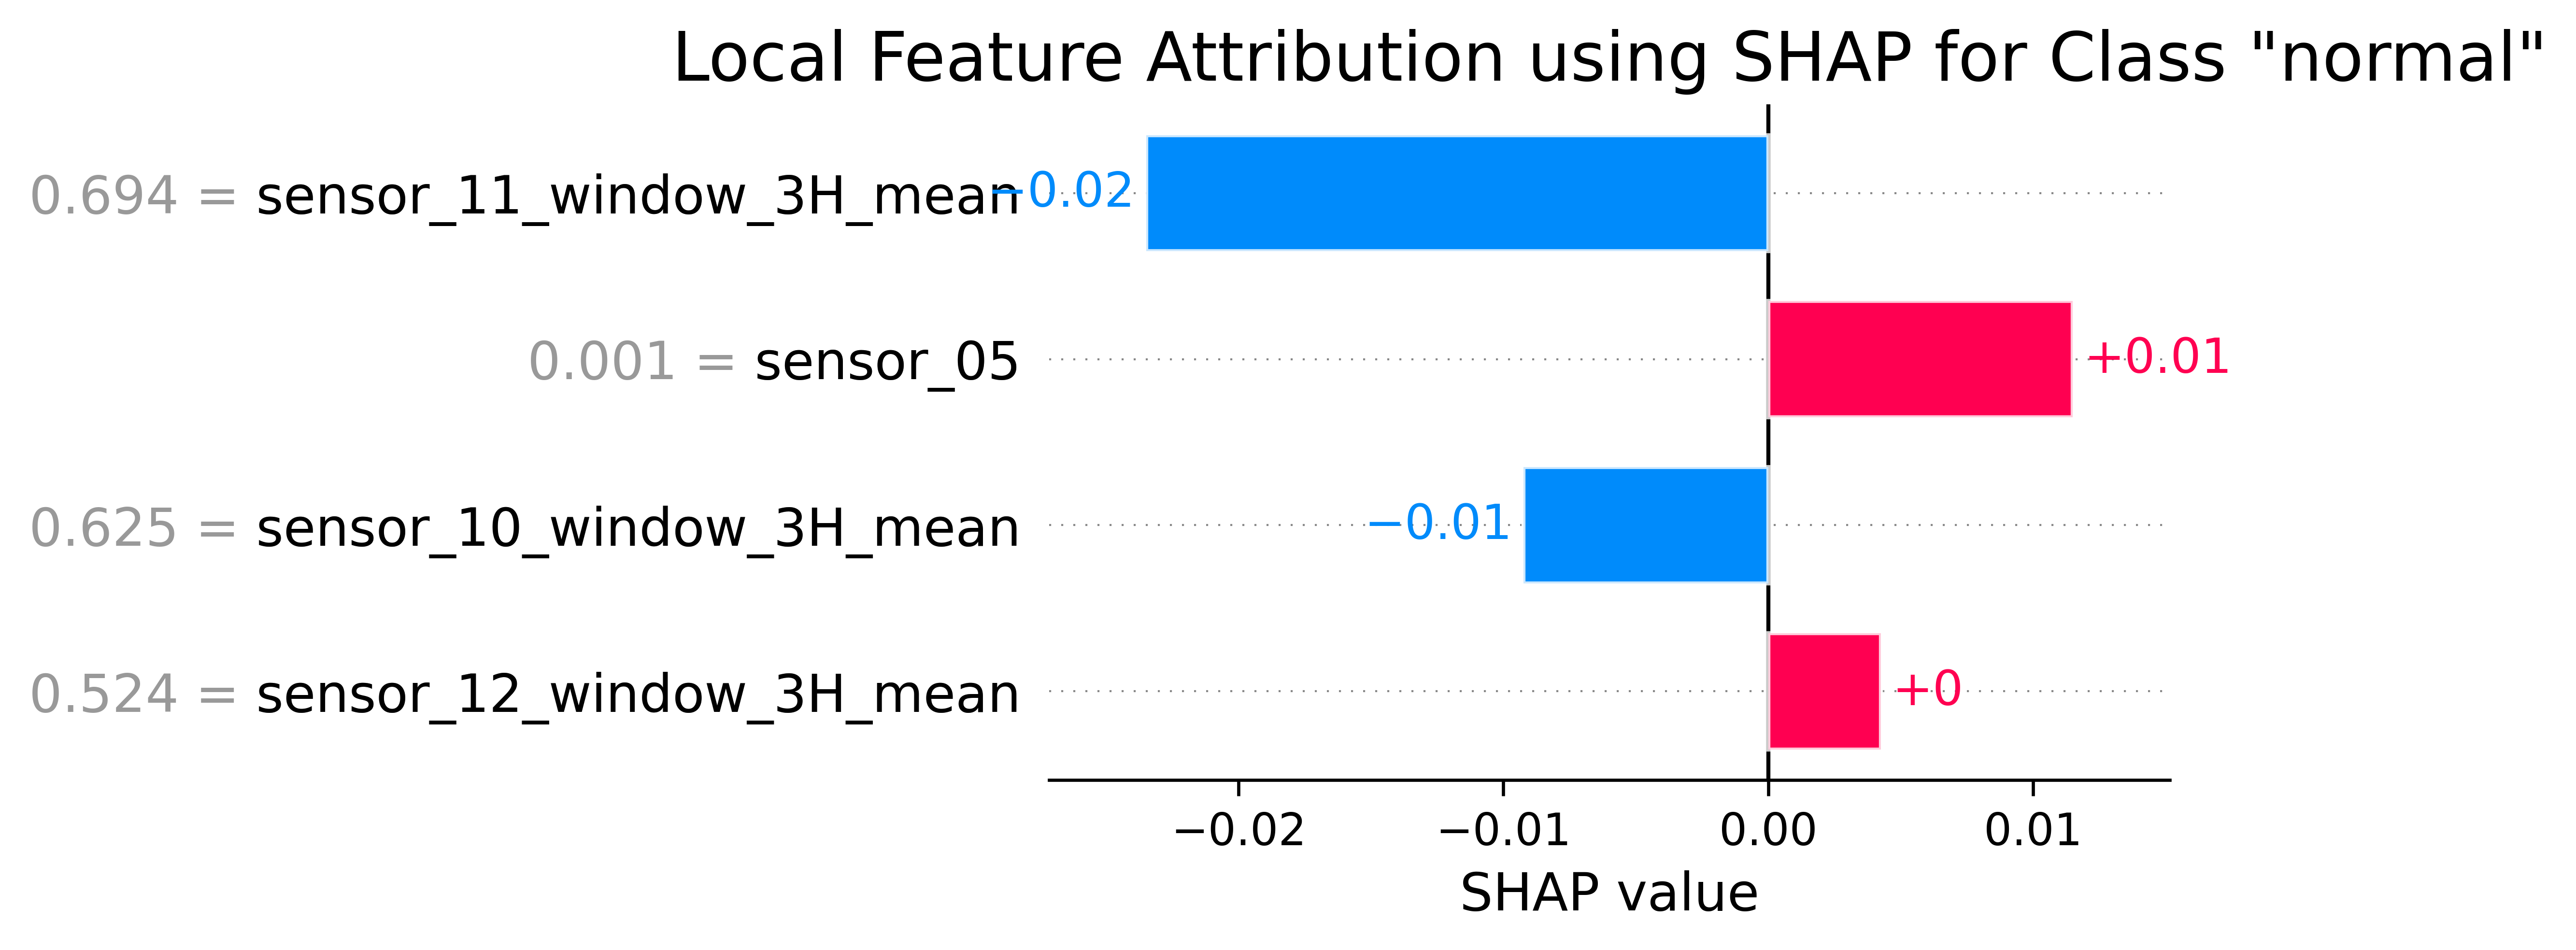 Local Feature Attribution using SHAP for Class "normal"
0.694 = sensor_11_window_3H_mean −0.02
0.001 = sensor_05 +0.01
0.625 = sensor_10_window_3H_mean −0.01
0.524 = sensor_12_window_3H_mean +0
−0.02 −0.01 0.00 0.01
SHAP value